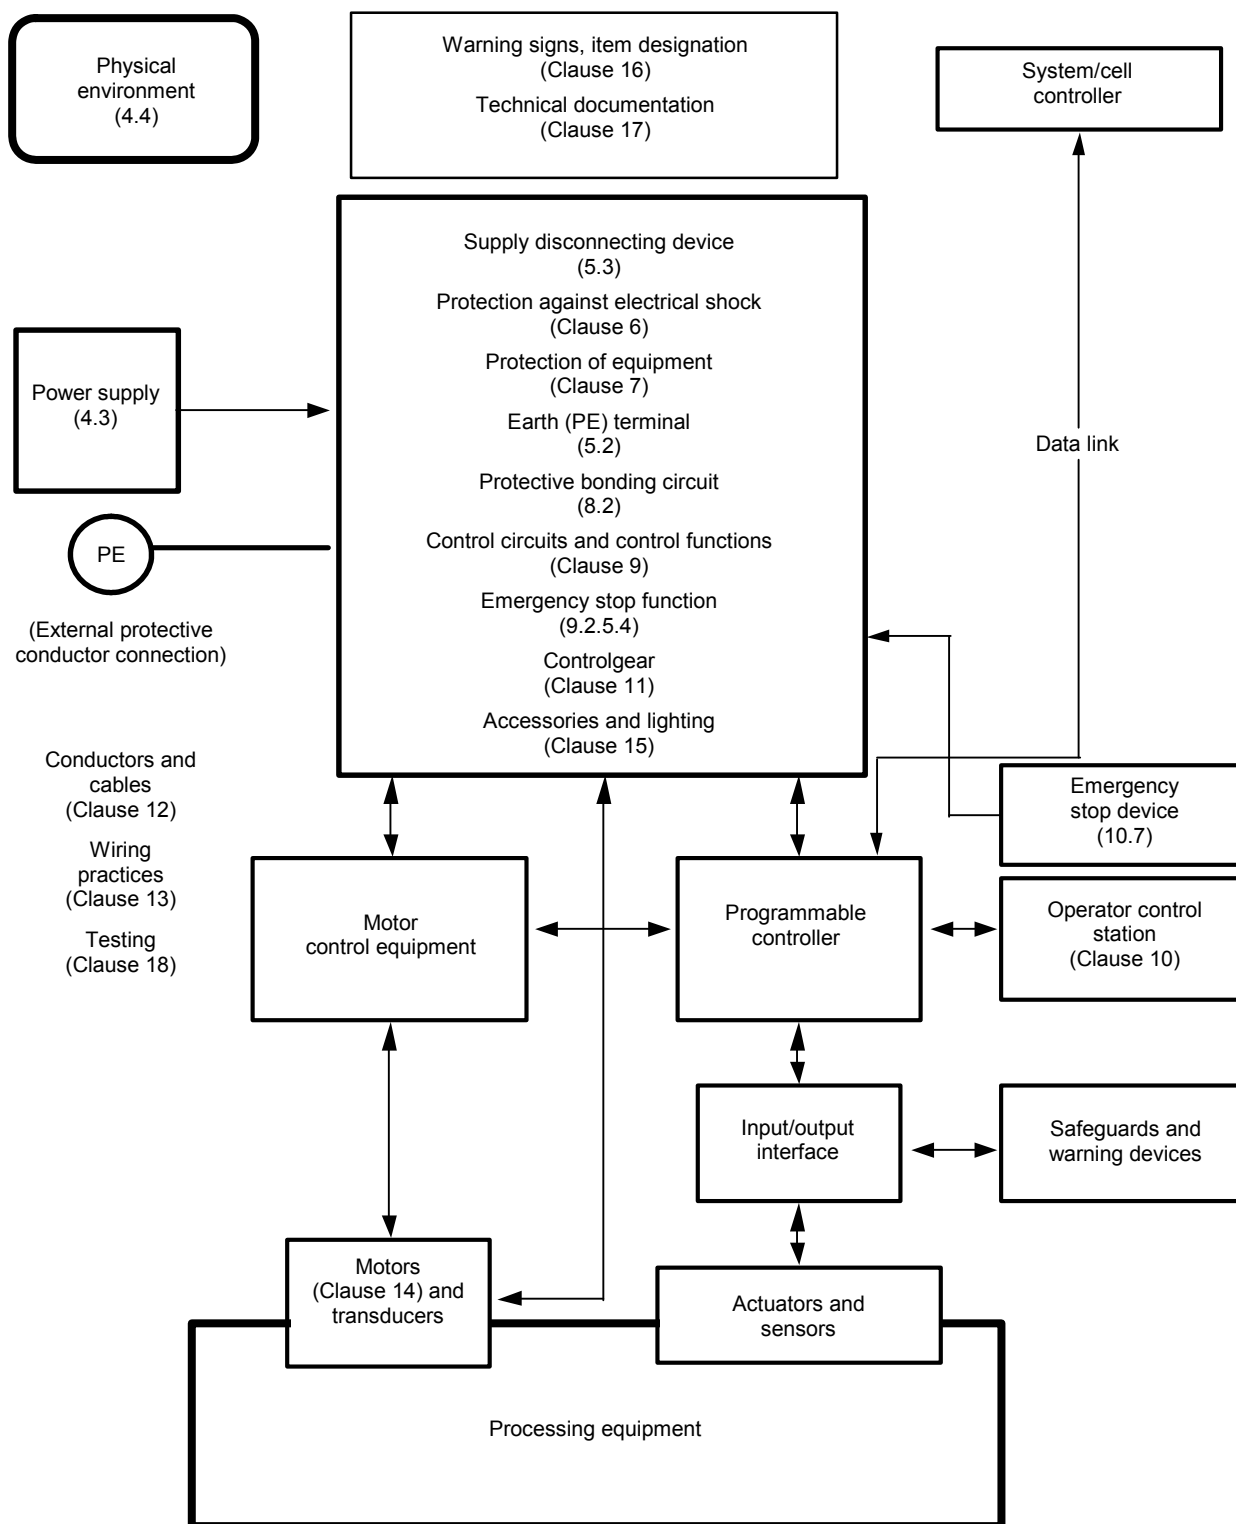 Physical
environment
(4.4)
Warning signs, item designation
(Clause 16)
Technical documentation
(Clause 17)
System/cell
controller
Supply disconnecting device
(5.3)
Protection against electrical shock
(Clause 6)
Protection of equipment
(Clause 7)
Earth (PE) terminal
(5.2)
Protective bonding circuit
(8.2)
Control circuits and control functions
(Clause 9)
Emergency stop function
(9.2.5.4)
Controlgear
(Clause 11)
Accessories and lighting
(Clause 15)
Power supply
(4.3)
PE
(External protective
conductor connection)
Data link
Conductors and
cables
(Clause 12)
Wiring
practices
(Clause 13)
Testing
(Clause 18)
Emergency
stop device
(10.7)
Motor
control equipment
Programmable
controller
Operator control
station
(Clause 10)
Input/output
interface
Safeguards and
warning devices
Motors
(Clause 14) and
transducers
Actuators and
sensors
Processing equipment